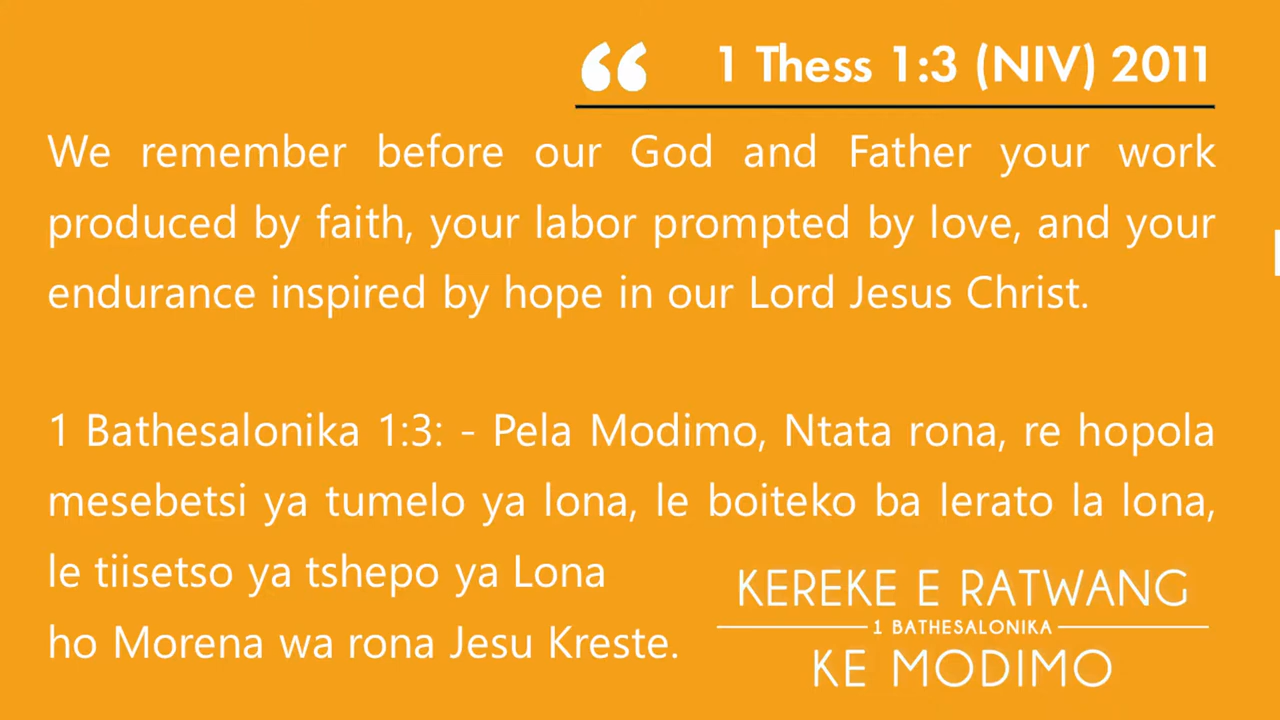 “ 1 Thess 1:3 (NIV) 2011
We remember before our God and Father your work
produced by faith, your labor prompted by love, and your
endurance inspired by hope in our Lord Jesus Christ.
1 Bathesalonika 1:3: - Pela Modimo, Ntata rona, re hopola
mesebetsi ya tumelo ya lona, le boiteko ba lerato la lona,
le tiisetso ya tshepo ya Lona
ho Morena wa rona Jesu Kreste.
KEREKE E RATWANG
1 BATHESALONIKA
KE MODIMO